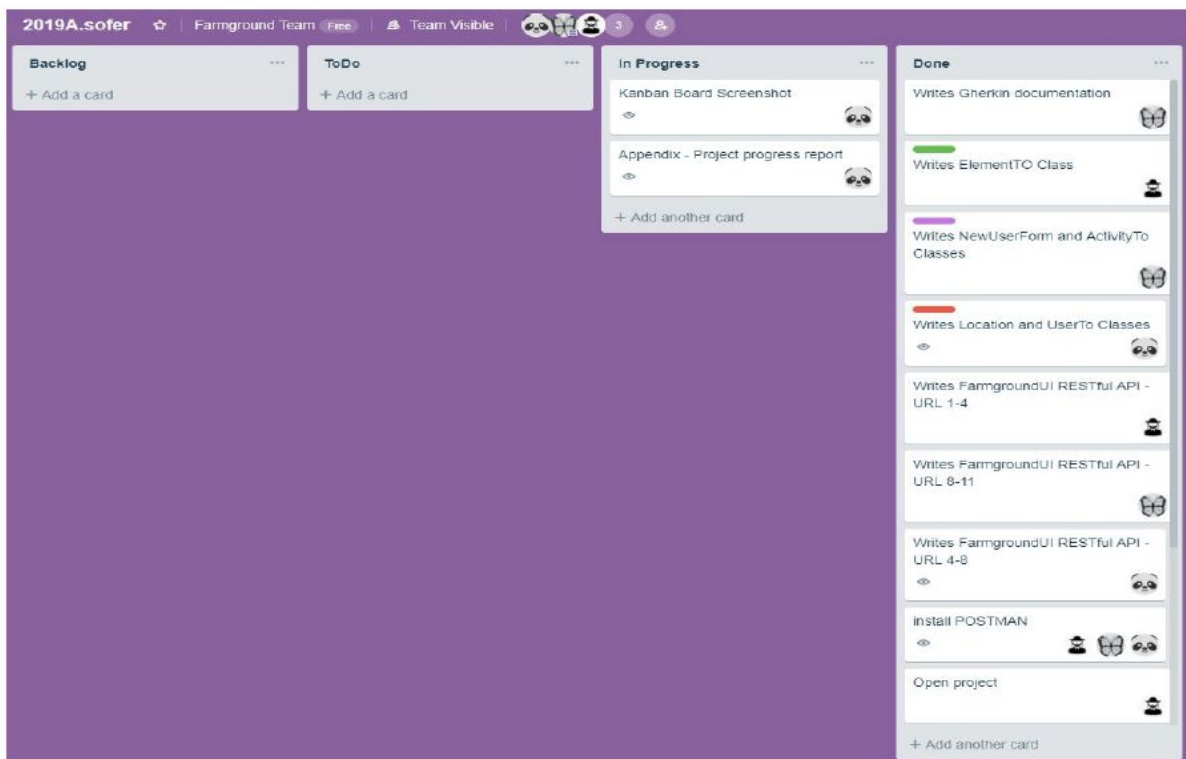 2019A.sofer Farmground Team Free Team Visible 3
Backlog
+ Add a card
ToDo
+ Add a card
In Progress
Kanban Board Screenshot
Appendix - Project progress report
+ Add another card
Done
Writes Gherkin documentation
Writes ElementTO Class
Writes NewUserForm and ActivityTo
Classes
Writes Location and UserTo Classes
Writes FarmgroundUI RESTful API -
URL 1-4
Writes FarmgroundUI RESTful API -
URL 8-11
Writes FarmgroundUI RESTful API -
URL 4-8
install POSTMAN
Open project
+ Add another card